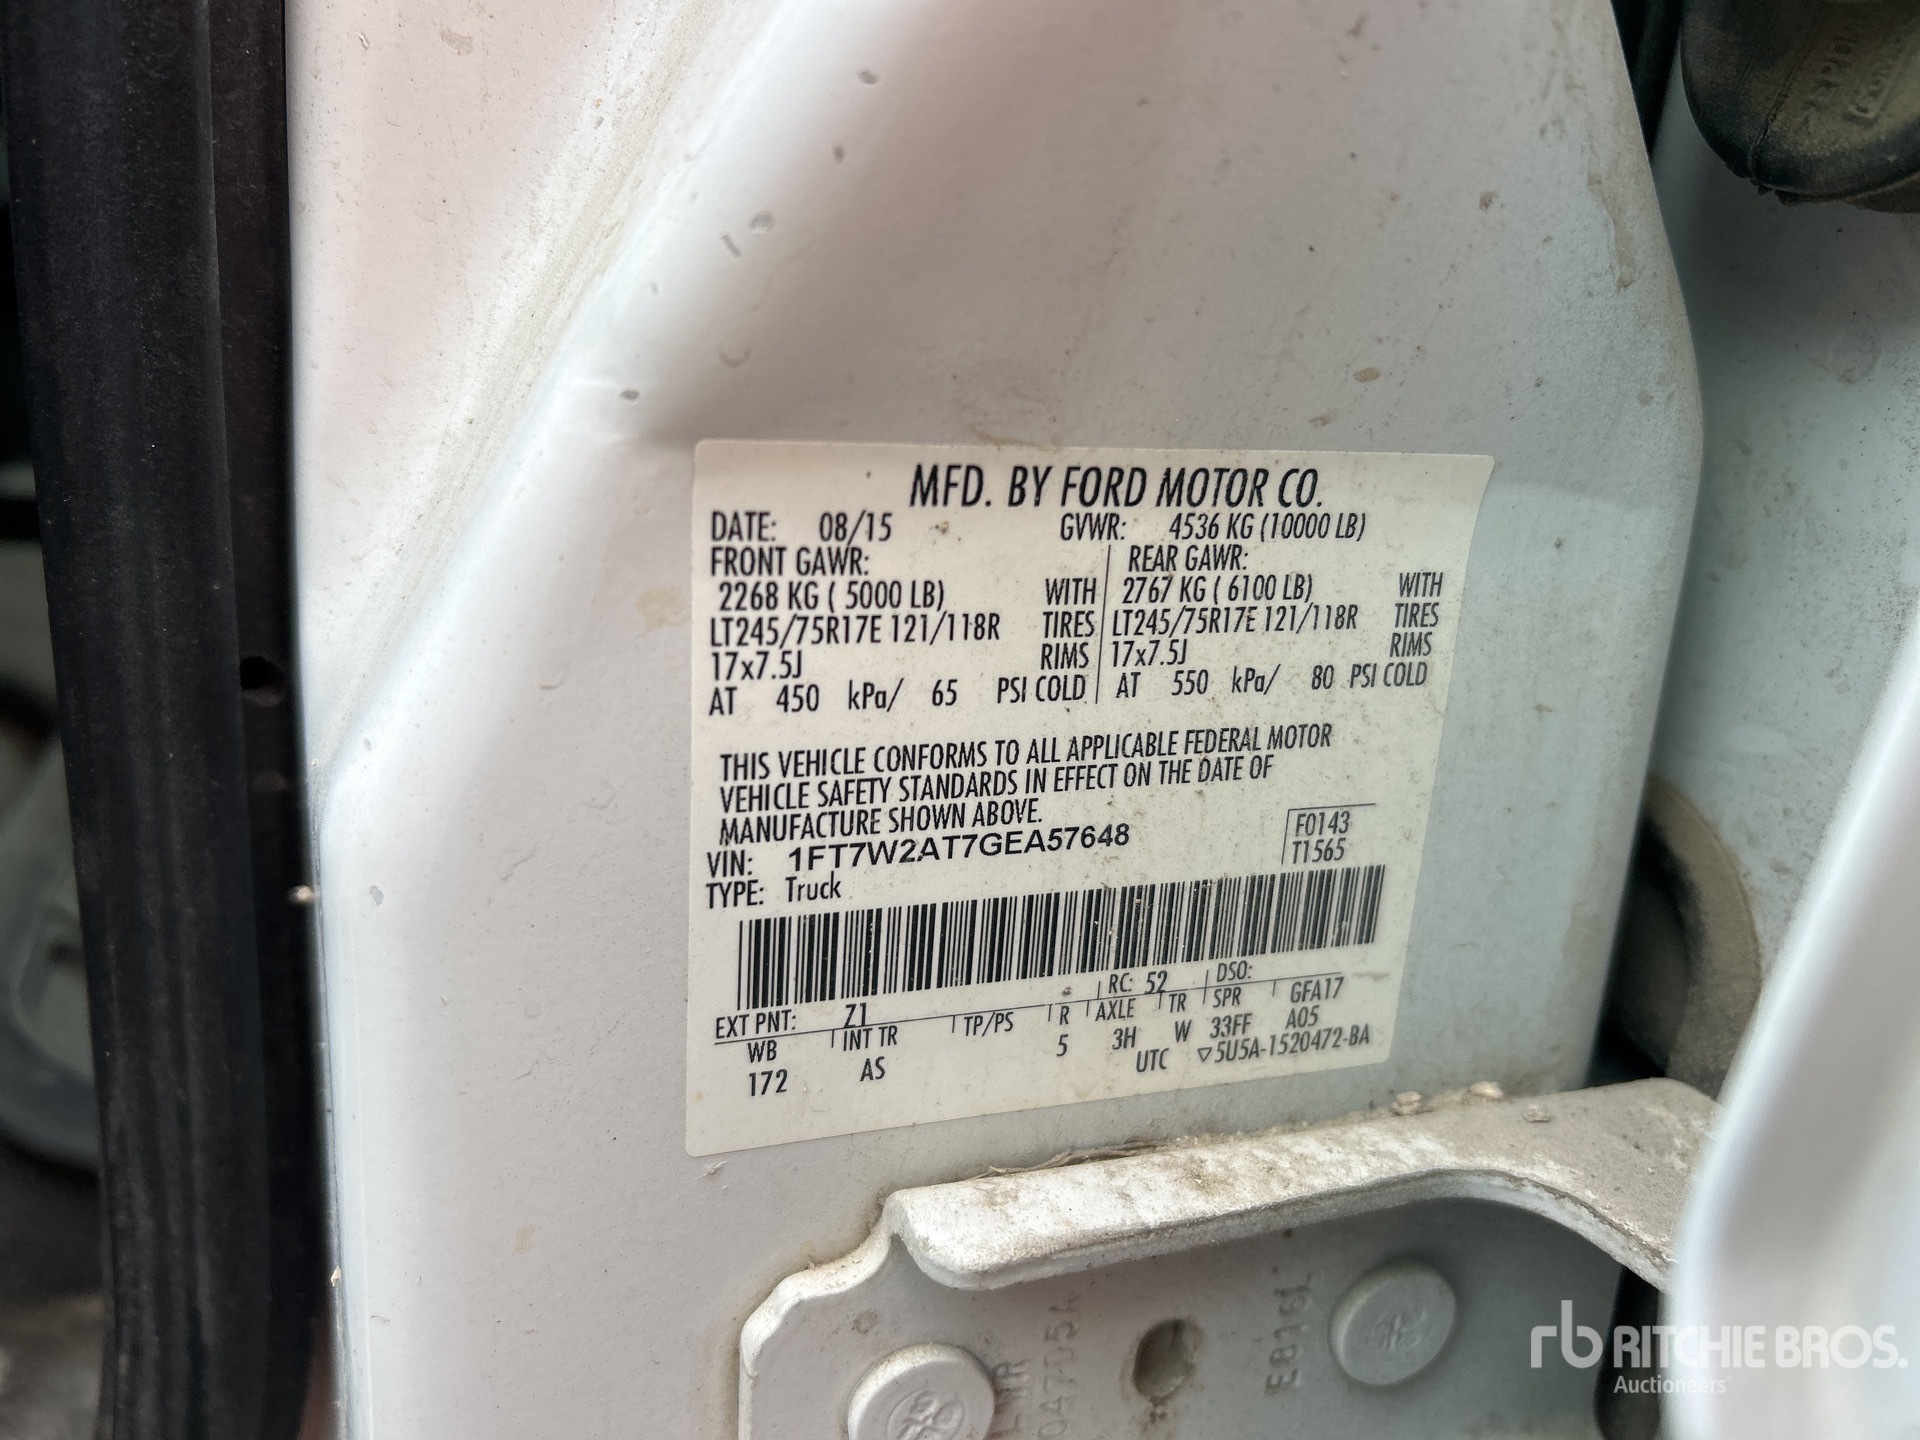 MFD. BY FORD MOTOR CO.
DATE: 08/15 GVWR: 4536 KG (10000 LB)
FRONT GAWR: REAR GAWR:
2268 KG ( 5000 LB) WITH 2767 KG ( 6100 LB) WITH
LT245/75R17E 121/118R TIRES LT245/75R17E 121/118R TIRES
17x7.5J RIMS 17x7.5J RIMS
AT 450 kPa/ 65 PSI COLD AT 550 kPa/ 80 PSI COLD
THIS VEHICLE CONFORMS TO ALL APPLICABLE FEDERAL MOTOR
VEHICLE SAFETY STANDARDS IN EFFECT ON THE DATE OF
MANUFACTURE SHOWN ABOVE.
VIN: 1FT7W2AT7GEA57648 F0143
TYPE: Truck T1565
EXT PNT: Z1 RC: 52 DSO:
WB INT TR TP/PS R AXLE TR SPR GFA17
172 AS 5 3H W 33FF A05
UTC ▽5U5A-1520472-BA
rb RITCHIE BROS.
Auctioneers